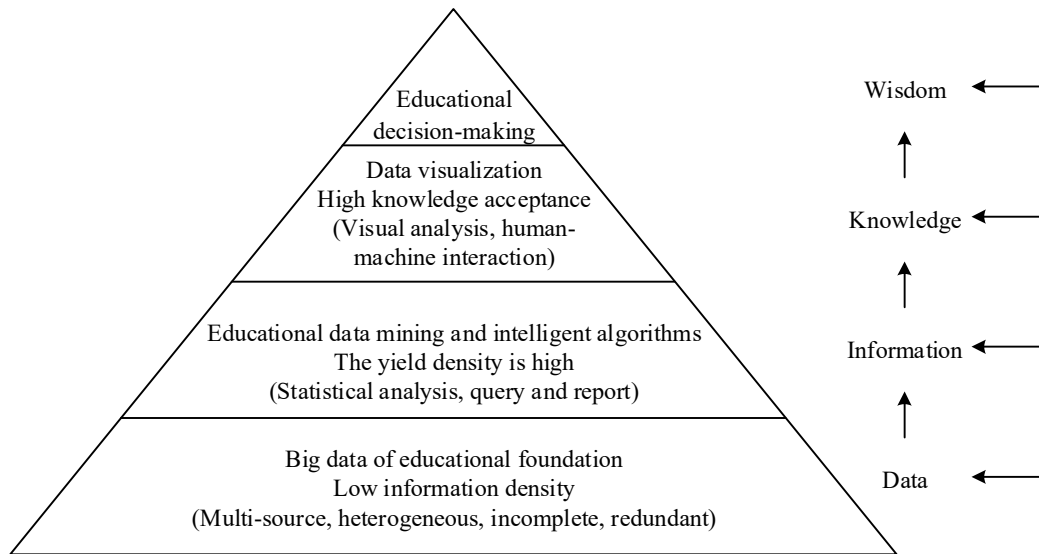 Educational
decision-making
Data visualization
High knowledge acceptance
(Visual analysis, human-
machine interaction)
Educational data mining and intelligent algorithms
The yield density is high
(Statistical analysis, query and report)
Big data of educational foundation
Low information density
(Multi-source, heterogeneous, incomplete, redundant)
Wisdom
Knowledge
Information
Data